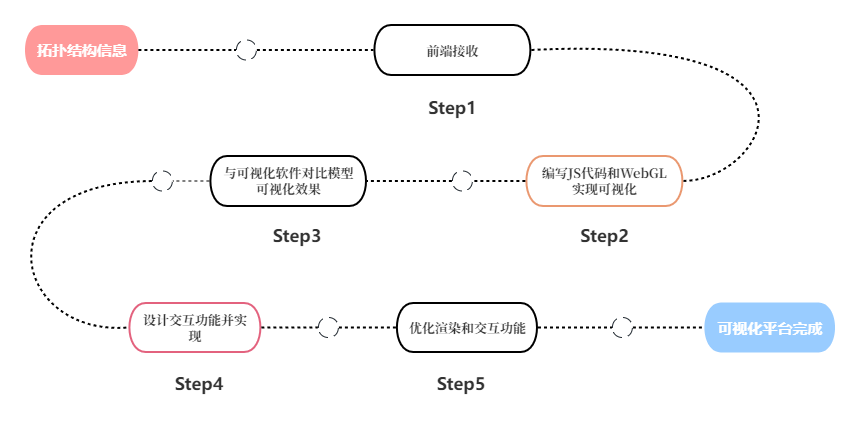 拓扑结构信息
前端接收
Step1
与可视化软件对比模型
可视化效果
编写JS代码和WebGL
实现可视化
Step3
Step2
设计交互功能并实
现
优化渲染和交互功能
可视化平台完成
Step4
Step5